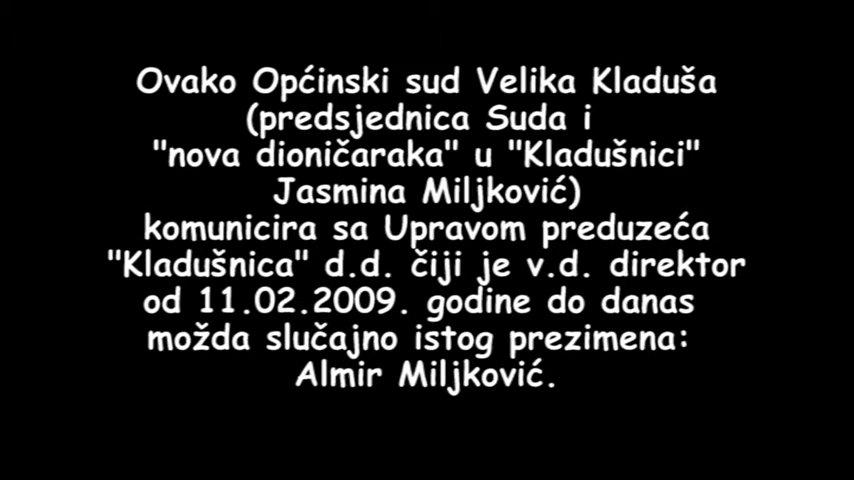 Ovako Općinski sud Velika Kladuša
(predsjednica Suda i
"nova dioničaraka" u "Kladušnici"
Jasmina Miljković)
komunicira sa Upravom preduzeća
"Kladušnica" d.d. čiji je v.d. direktor
od 11.02.2009. godine do danas
možda slučajno istog prezimena:
Almir Miljković.